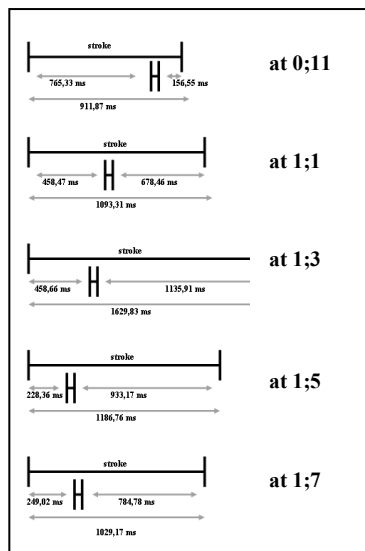 stroke
at 0;11
765,33 ms
156,55 ms
911,87 ms
stroke
at 1;1
458,47 ms
678,46 ms
1093,31 ms
stroke
at 1;3
458,66 ms
1135,91 ms
1629,83 ms
stroke
at 1;5
228,36 ms
933,17 ms
1186,76 ms
stroke
at 1;7
249,02 ms
784,78 ms
1029,17 ms